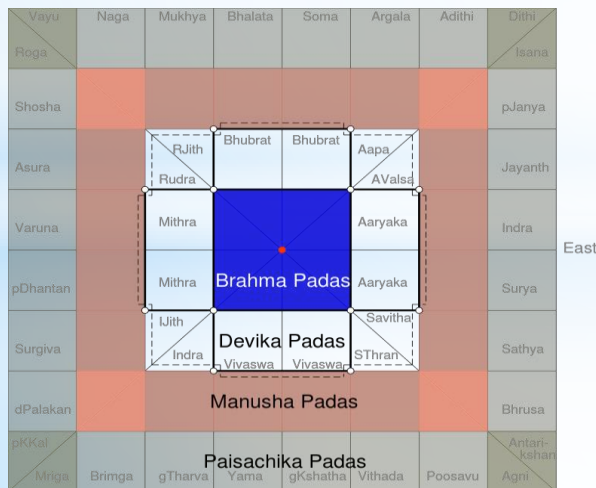 Vayu Naga Mukhya Bhalata Soma Argala Adithi Dithi
Roga Isana
Shosha pJanya
RJith Bhubrat Bhubrat Aapa
Asura Rudra AValsa Jayanth
Varuna Mithra Aaryaka Indra
East
pDhantan Mithra Brahma Padas Aaryaka Surya
IJith Savitha
Surgiva Indra Devika Padas SThran Sathya
Vivaswa Vivaswa
dPalakan Manusha Padas Bhrusa
pKKal Antari-
kshan
Paisachika Padas
Mriga Brimga gTharva Yama gKshatha Vithada Poosavu Agni